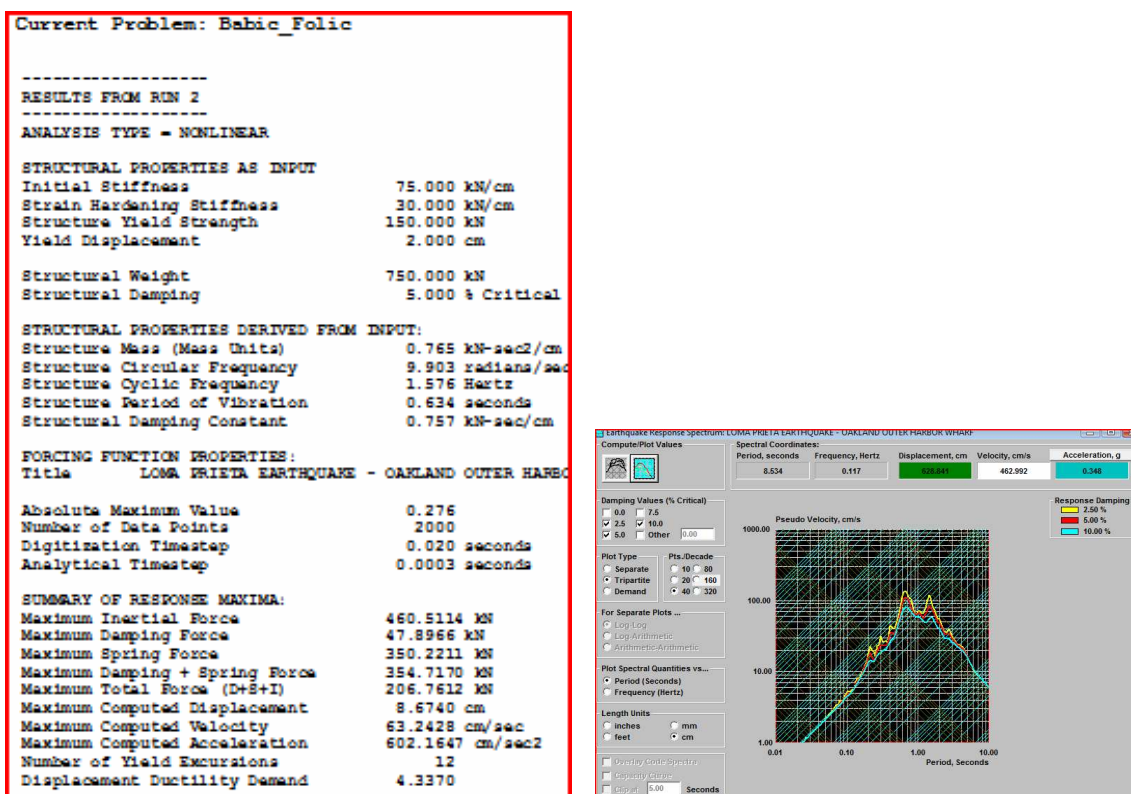 Current Problem: Babic_Folic
-------------------
RESULTS FROM RUN 2
-------------------
ANALYSIS TYPE = NONLINEAR
STRUCTURAL PROPERTIES AS INPUT
Initial Stiffness 75.000 kN/cm
Strain Hardening Stiffness 30.000 kN/cm
Structure Yield Strength 150.000 kN
Yield Displacement 2.000 cm
Structural Weight 750.000 kN
Structural Damping 5.000 % Critical
STRUCTURAL PROPERTIES DERIVED FROM INPUT:
Structure Mass (Mass Units) 0.765 kN-sec2/cm
Structure Circular Frequency 9.903 radians/sec
Structure Cyclic Frequency 1.576 Hertz
Structure Period of Vibration 0.634 seconds
Structural Damping Constant 0.757 kN-sec/cm
FORCING FUNCTION PROPERTIES:
Title LOMA PRIETA EARTHQUAKE - OAKLAND OUTER HARBO
Absolute Maximum Value 0.276
Number of Data Points 2000
Digitization Timestep 0.020 seconds
Analytical Timestep 0.0003 seconds
SUMMARY OF RESPONSE MAXIMA:
Maximum Inertial Force 460.5114 kN
Maximum Damping Force 47.8966 kN
Maximum Spring Force 350.2211 kN
Maximum Damping + Spring Force 354.7170 kN
Maximum Total Force (D+S+I) 206.7612 kN
Maximum Computed Displacement 8.6740 cm
Maximum Computed Velocity 63.2428 cm/sec
Maximum Computed Acceleration 602.1647 cm/sec2
Number of Yield Excursions 12
Displacement Ductility Demand 4.3370
Earthquake Response Spectrum: LOMA PRIETA EARTHQUAKE - OAKLAND OUTER HARBOR WHARF
Compute/Plot Values
Spectral Coordinates:
Period, seconds Frequency, Hertz Displacement, cm Velocity, cm/s Acceleration, g
8.534 0.117 628.841 462.992 0.348
Damping Values (% Critical)
0.0 7.5
2.5 10.0
5.0 Other 0.00
Plot Type
Separate
Tripartite
Demand
Pts./Decade
10 80
20 160
40 320
For Separate Plots ...
Log-Log
Log-Arithmetic
Arithmetic-Arithmetic
Plot Spectral Quantities vs...
Period (Seconds)
Frequency (Hertz)
Length Units
inches mm
feet cm
Overlay Code Spectra
Capacity Curve
Clip at 5.00 Seconds
Pseudo Velocity, cm/s
1000.00
100.00
10.00
1.00
0.01 0.10 1.00 10.00
Period, Seconds
Response Damping
2.50 %
5.00 %
10.00 %